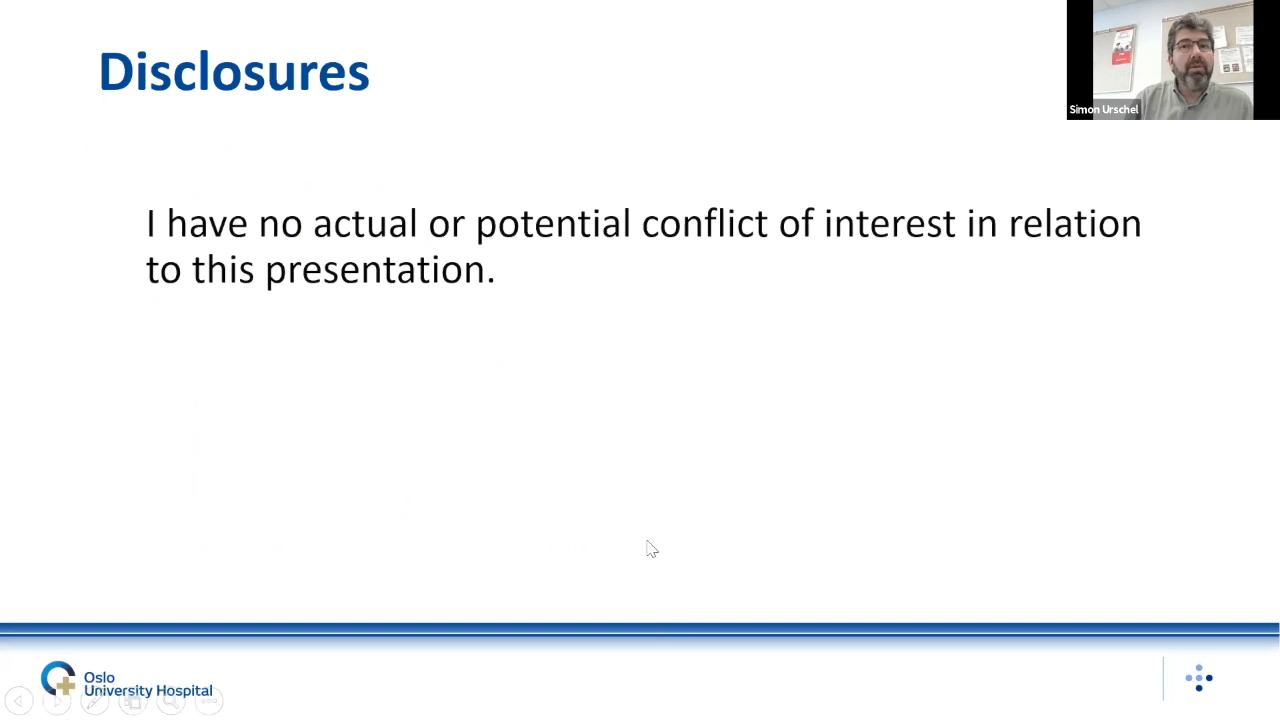 Disclosures
Simon Urschel
I have no actual or potential conflict of interest in relation
to this presentation.
Oslo
University Hospital